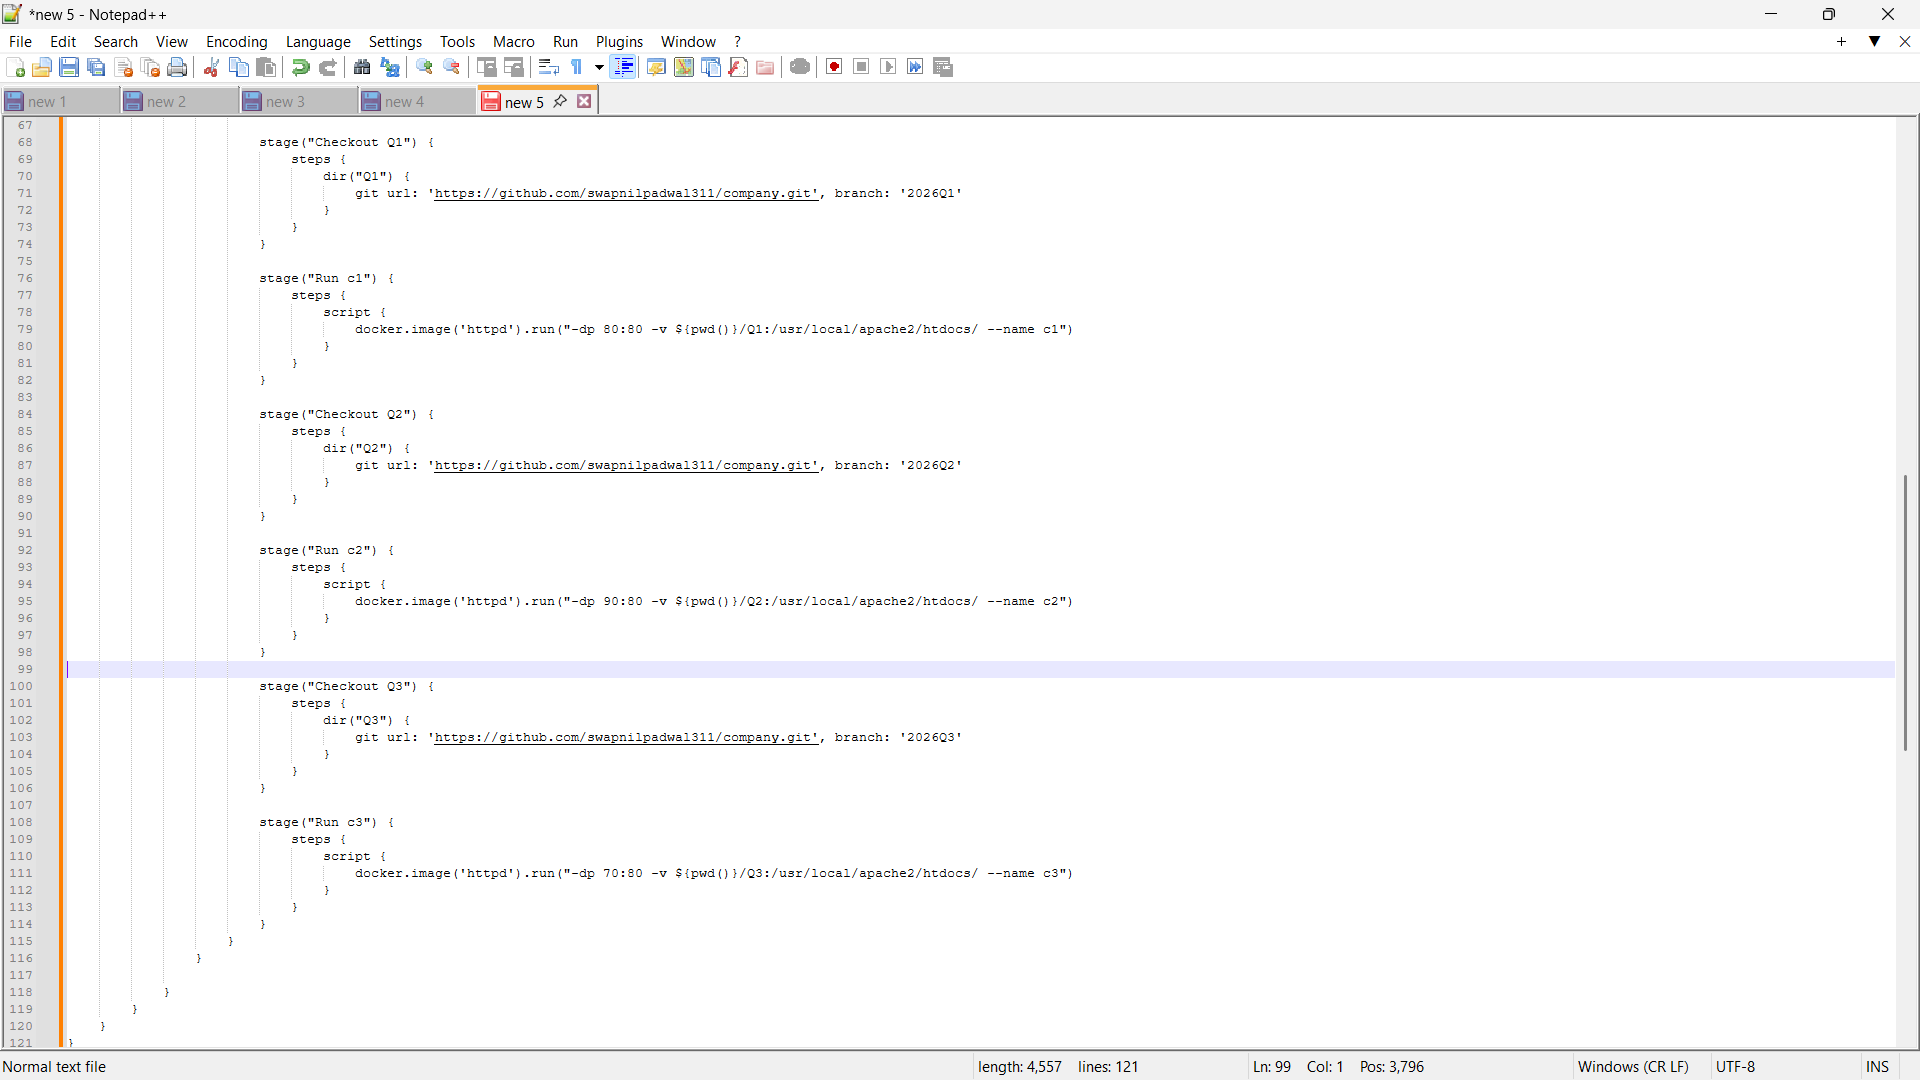 *new 5 - Notepad++
File Edit Search View Encoding Language Settings Tools Macro Run Plugins Window ?
new 1 new 2 new 3 new 4 new 5
67
68 stage("Checkout Q1") {
69 steps {
70 dir("Q1") {
71 git url: 'https://github.com/swapnilpadwal311/company.git', branch: '2026Q1'
72 }
73 }
74 }
75
76 stage("Run c1") {
77 steps {
78 script {
79 docker.image('httpd').run("-dp 80:80 -v ${pwd()}/Q1:/usr/local/apache2/htdocs/ --name c1")
80 }
81 }
82 }
83
84 stage("Checkout Q2") {
85 steps {
86 dir("Q2") {
87 git url: 'https://github.com/swapnilpadwal311/company.git', branch: '2026Q2'
88 }
89 }
90 }
91
92 stage("Run c2") {
93 steps {
94 script {
95 docker.image('httpd').run("-dp 90:80 -v ${pwd()}/Q2:/usr/local/apache2/htdocs/ --name c2")
96 }
97 }
98 }
99
100 stage("Checkout Q3") {
101 steps {
102 dir("Q3") {
103 git url: 'https://github.com/swapnilpadwal311/company.git', branch: '2026Q3'
104 }
105 }
106 }
107
108 stage("Run c3") {
109 steps {
110 script {
111 docker.image('httpd').run("-dp 70:80 -v ${pwd()}/Q3:/usr/local/apache2/htdocs/ --name c3")
112 }
113 }
114 }
115 }
116 }
117
118 }
119 }
120 }
121 }
Normal text file length: 4,557 lines: 121 Ln: 99 Col: 1 Pos: 3,796 Windows (CR LF) UTF-8 INS